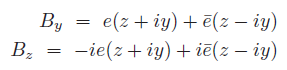 B_y = e(z + iy) + ē(z − iy)
B_z = −ie(z + iy) + iē(z − iy)